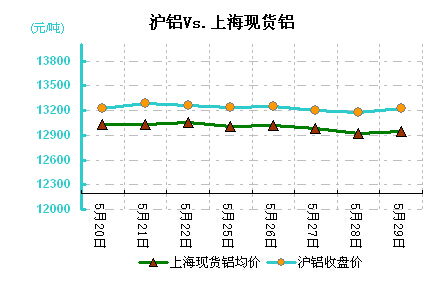 沪铝Vs.上海现货铝
(元/吨)
13800
13500
13200
12900
12600
12300
12000
5月20日
5月21日
5月22日
5月25日
5月26日
5月27日
5月28日
5月29日
上海现货铝均价 沪铝收盘价